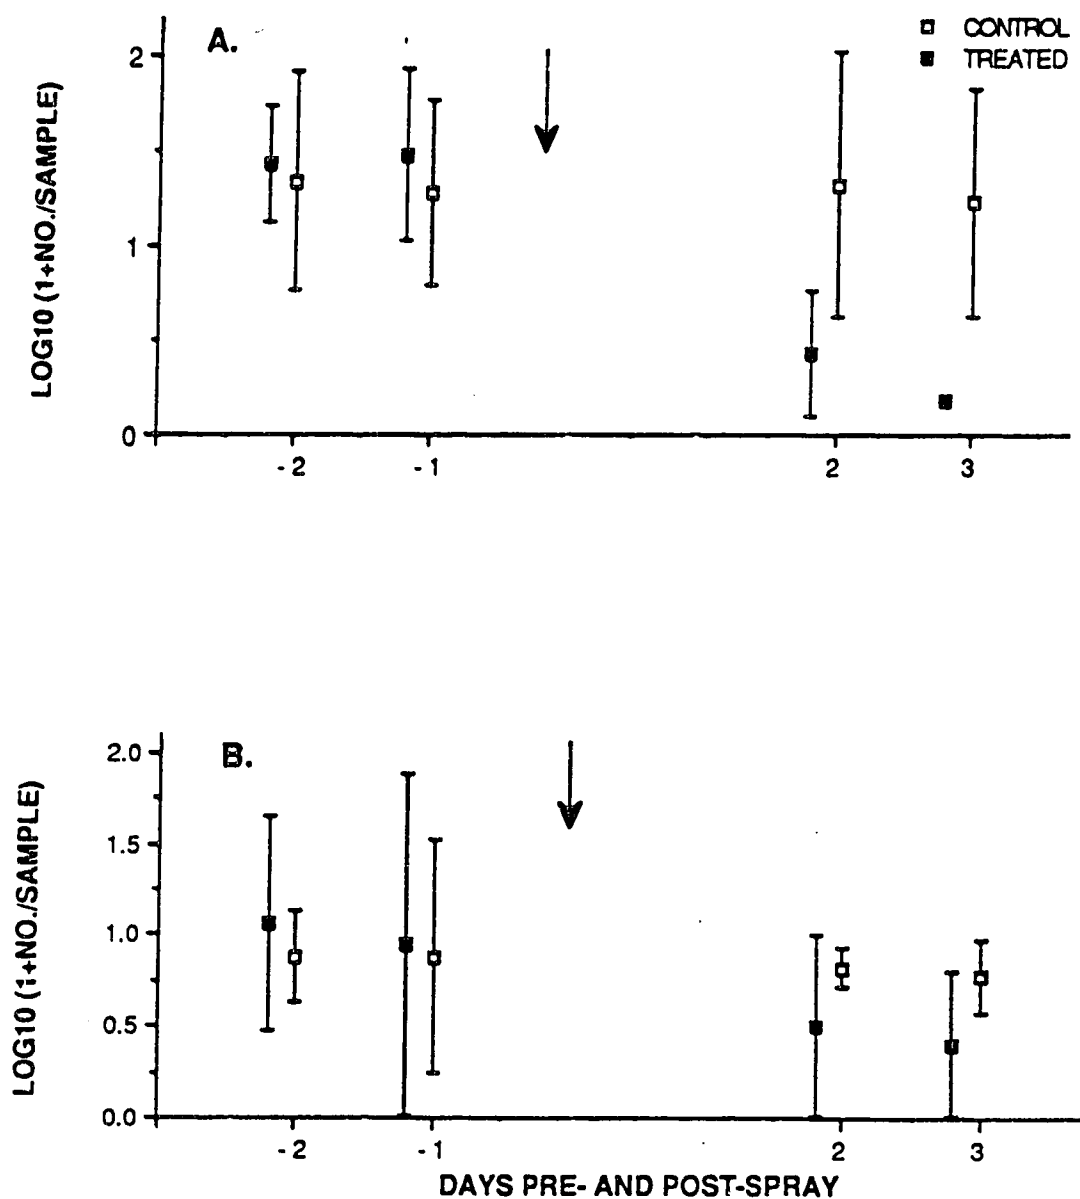 A.
CONTROL
TREATED
LOG10 (1+NO./SAMPLE)
2
1
0
-2 -1 2 3
B.
LOG10 (1+NO./SAMPLE)
2.0
1.5
1.0
0.5
0.0
-2 -1 2 3
DAYS PRE- AND POST-SPRAY